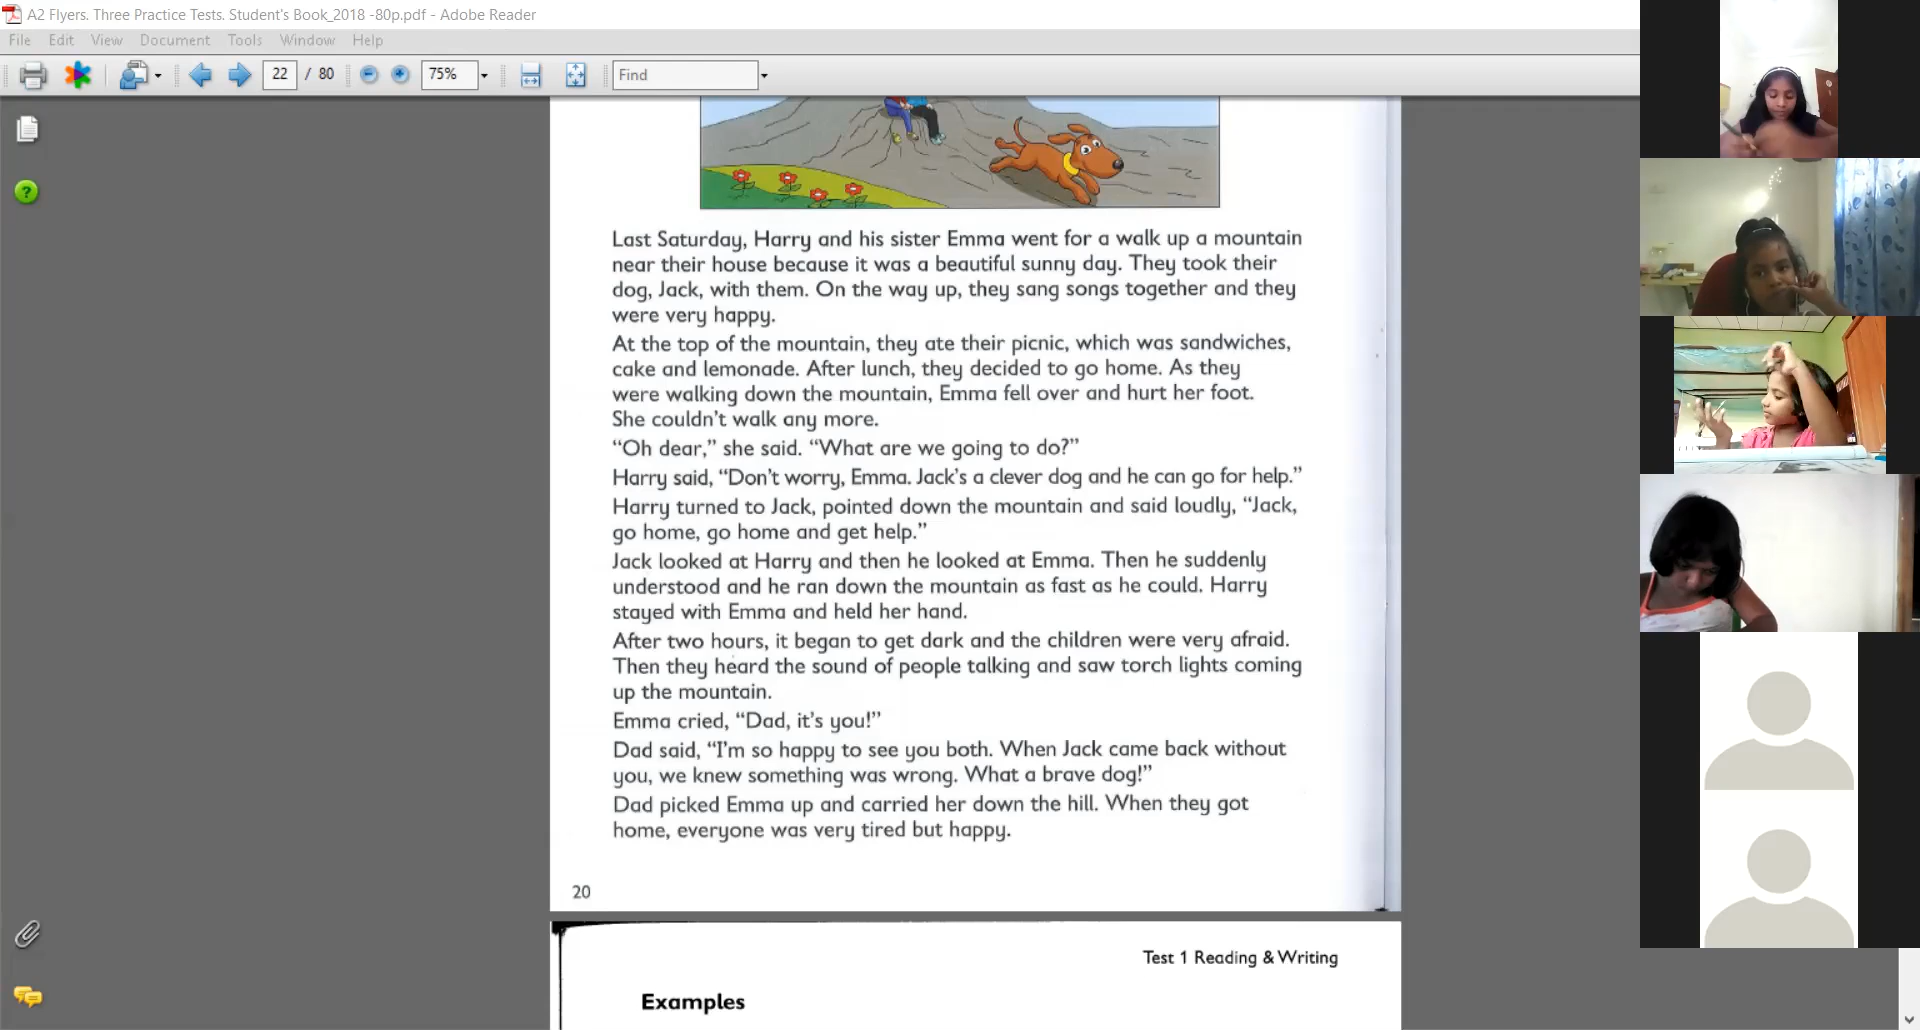 A2 Flyers. Three Practice Tests. Student's Book_2018 -80p.pdf - Adobe Reader
File Edit View Document Tools Window Help
22 / 80 75% Find
Last Saturday, Harry and his sister Emma went for a walk up a mountain
near their house because it was a beautiful sunny day. They took their
dog, Jack, with them. On the way up, they sang songs together and they
were very happy.
At the top of the mountain, they ate their picnic, which was sandwiches,
cake and lemonade. After lunch, they decided to go home. As they
were walking down the mountain, Emma fell over and hurt her foot.
She couldn't walk any more.
“Oh dear,” she said. “What are we going to do?”
Harry said, “Don't worry, Emma. Jack's a clever dog and he can go for help.”
Harry turned to Jack, pointed down the mountain and said loudly, “Jack,
go home, go home and get help.”
Jack looked at Harry and then he looked at Emma. Then he suddenly
understood and he ran down the mountain as fast as he could. Harry
stayed with Emma and held her hand.
After two hours, it began to get dark and the children were very afraid.
Then they heard the sound of people talking and saw torch lights coming
up the mountain.
Emma cried, “Dad, it's you!”
Dad said, “I'm so happy to see you both. When Jack came back without
you, we knew something was wrong. What a brave dog!”
Dad picked Emma up and carried her down the hill. When they got
home, everyone was very tired but happy.
20
Test 1 Reading & Writing
Examples